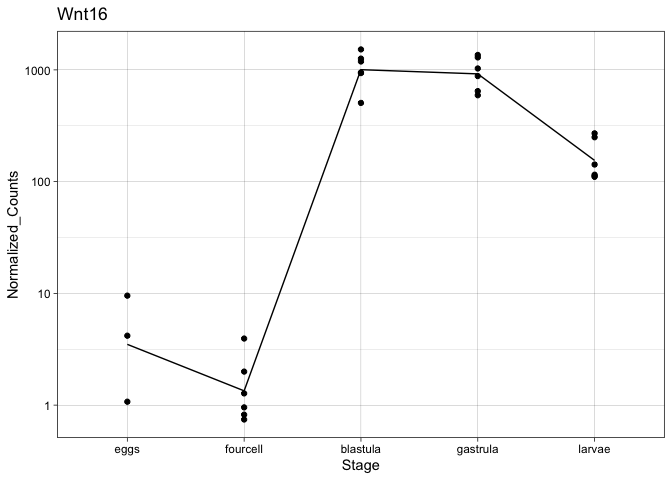 Wnt16
Normalized_Counts
1000
100
10
1
eggs fourcell blastula gastrula larvae
Stage